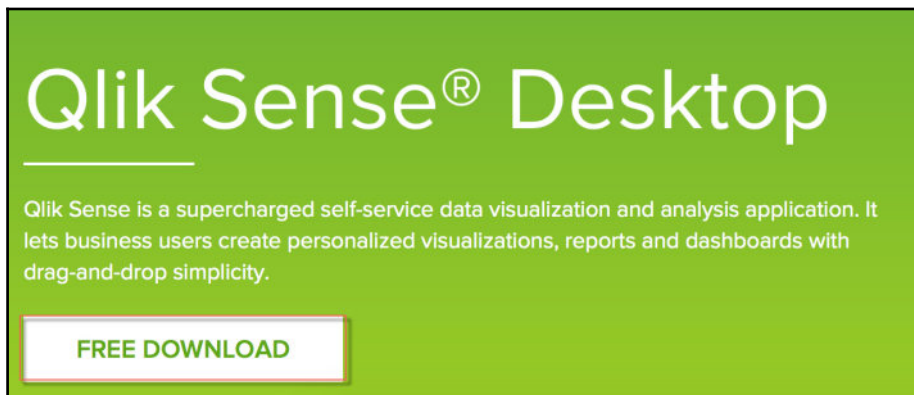 Qlik Sense® Desktop
Qlik Sense is a supercharged self-service data visualization and analysis application. It
lets business users create personalized visualizations, reports and dashboards with
drag-and-drop simplicity.
FREE DOWNLOAD